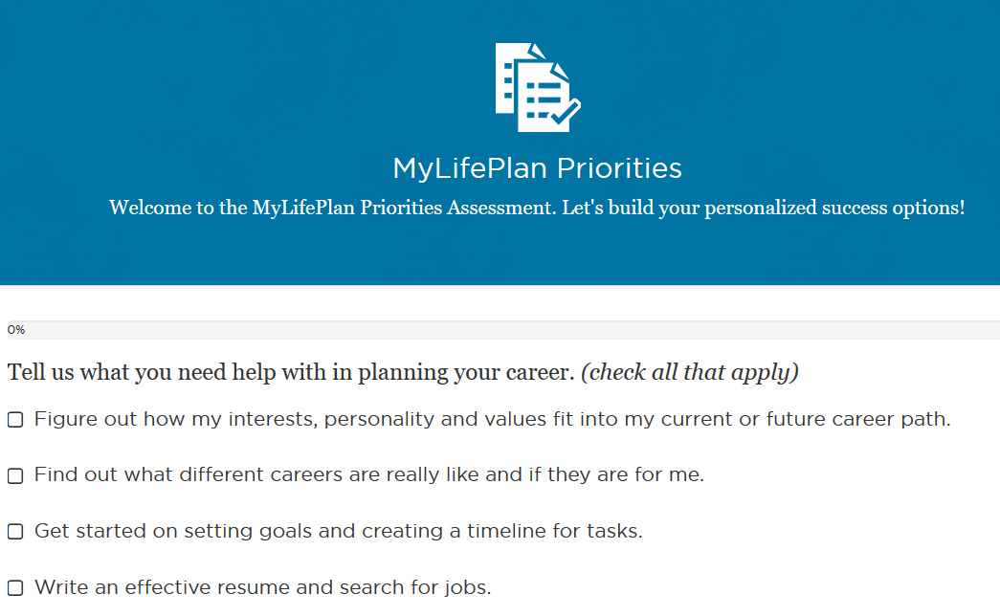 MyLifePlan Priorities
Welcome to the MyLifePlan Priorities Assessment. Let's build your personalized success options!
0%
Tell us what you need help with in planning your career. (check all that apply)
Figure out how my interests, personality and values fit into my current or future career path.
Find out what different careers are really like and if they are for me.
Get started on setting goals and creating a timeline for tasks.
Write an effective resume and search for jobs.